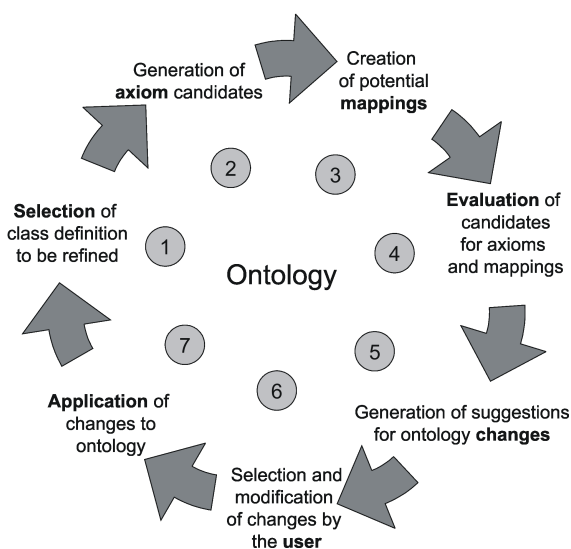 Generation of
axiom candidates
Creation
of potential
mappings
2
3
Selection of
class definition
to be refined
1
Evaluation of
candidates
for axioms
and mappings
4
Ontology
7
5
6
Application of
changes to
ontology
Generation of suggestions
for ontology changes
Selection and
modification
of changes by
the user